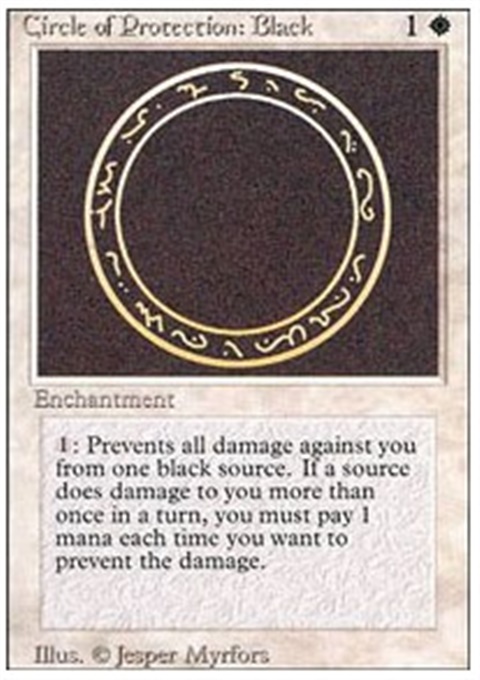 Circle of Protection: Black 1
Enchantment
1: Prevents all damage against you
from one black source. If a source
does damage to you more than
once in a turn, you must pay 1
mana each time you want to
prevent the damage.
Illus. © Jesper Myrfors